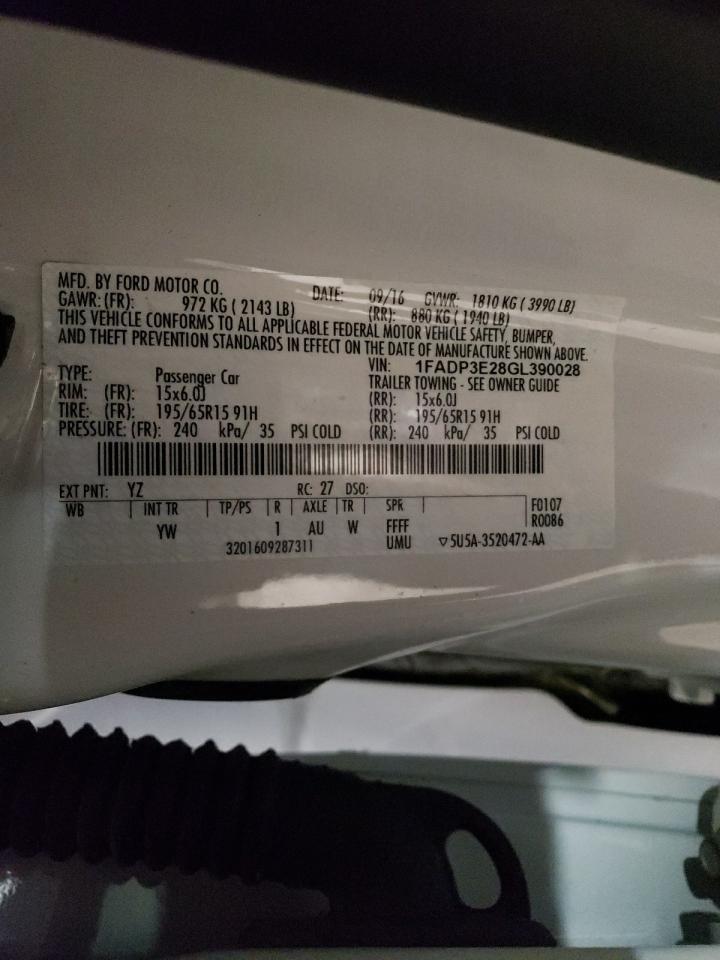 MFD. BY FORD MOTOR CO.
DATE: 09/16 GVWR: 1810 KG ( 3990 LB)
GAWR: (FR): 972 KG ( 2143 LB) (RR): 880 KG ( 1940 LB)
THIS VEHICLE CONFORMS TO ALL APPLICABLE FEDERAL MOTOR VEHICLE SAFETY, BUMPER,
AND THEFT PREVENTION STANDARDS IN EFFECT ON THE DATE OF MANUFACTURE SHOWN ABOVE.
VIN: 1FADP3E28GL390028
TYPE: Passenger Car TRAILER TOWING - SEE OWNER GUIDE
RIM: (FR): 15x6.0J (RR): 15x6.0J
TIRE: (FR): 195/65R15 91H (RR): 195/65R15 91H
PRESSURE: (FR): 240 kPa/ 35 PSI COLD (RR): 240 kPa/ 35 PSI COLD
EXT PNT: YZ RC: 27 DSO:
WB | INT TR | TP/PS | R | AXLE | TR | SPR | F0107
R0086
YW 1 AU W FFFF
3201609287311 UMU ▽5U5A-3520472-AA